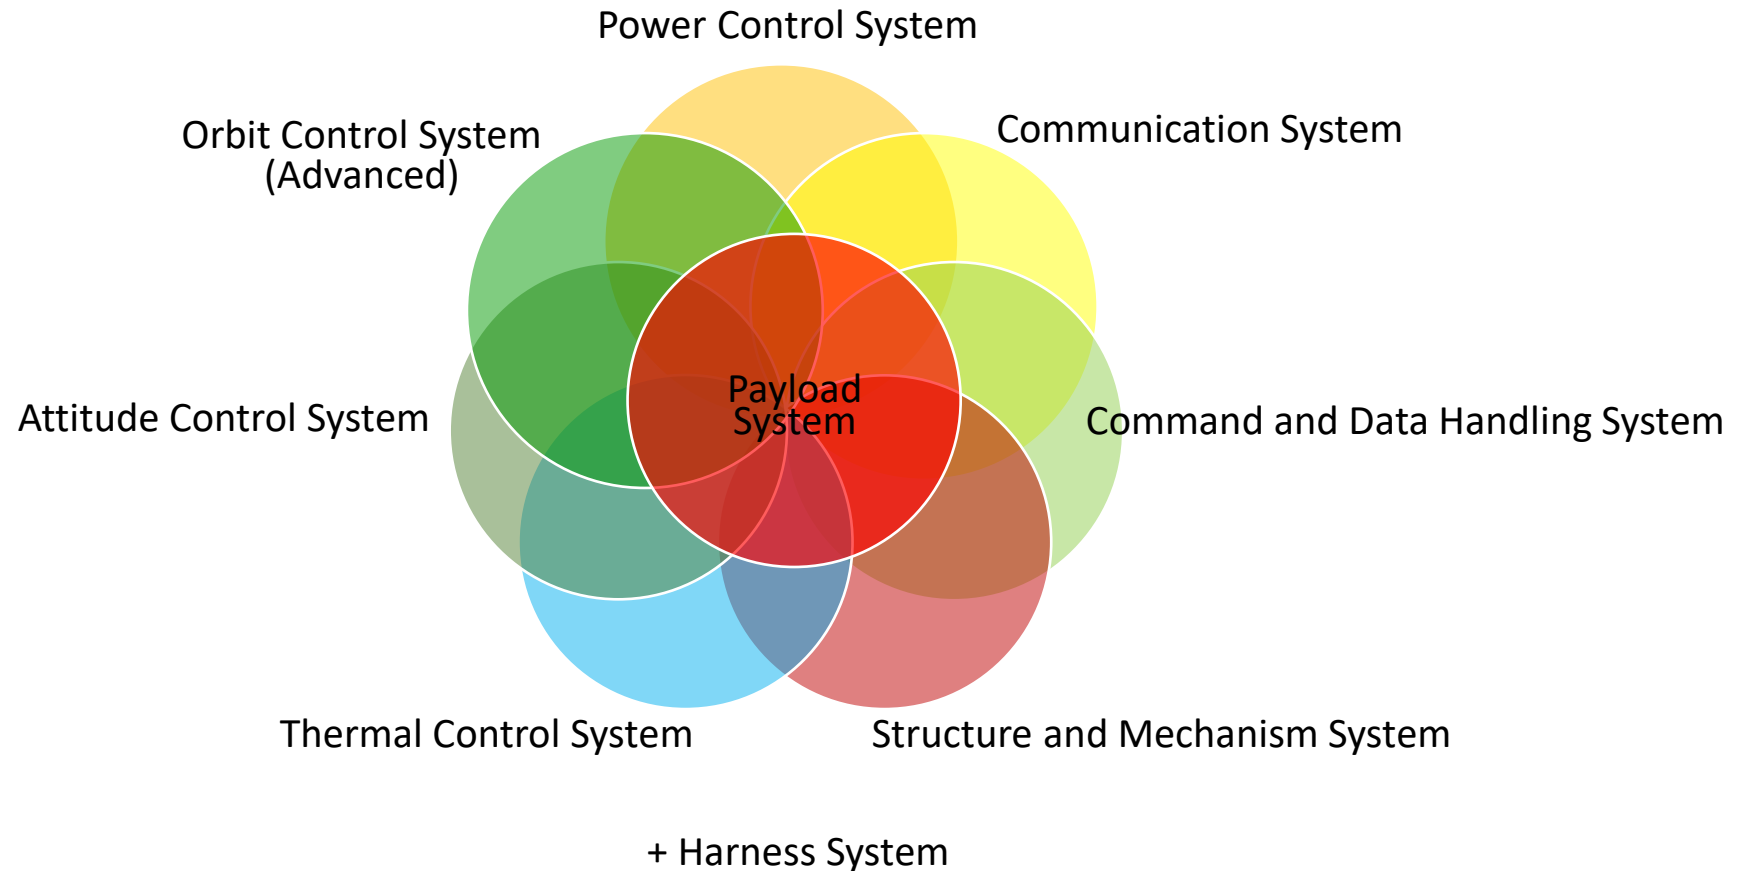 Power Control System
Orbit Control System
(Advanced)
Communication System
Payload
System
Attitude Control System
Command and Data Handling System
Thermal Control System
Structure and Mechanism System
+ Harness System